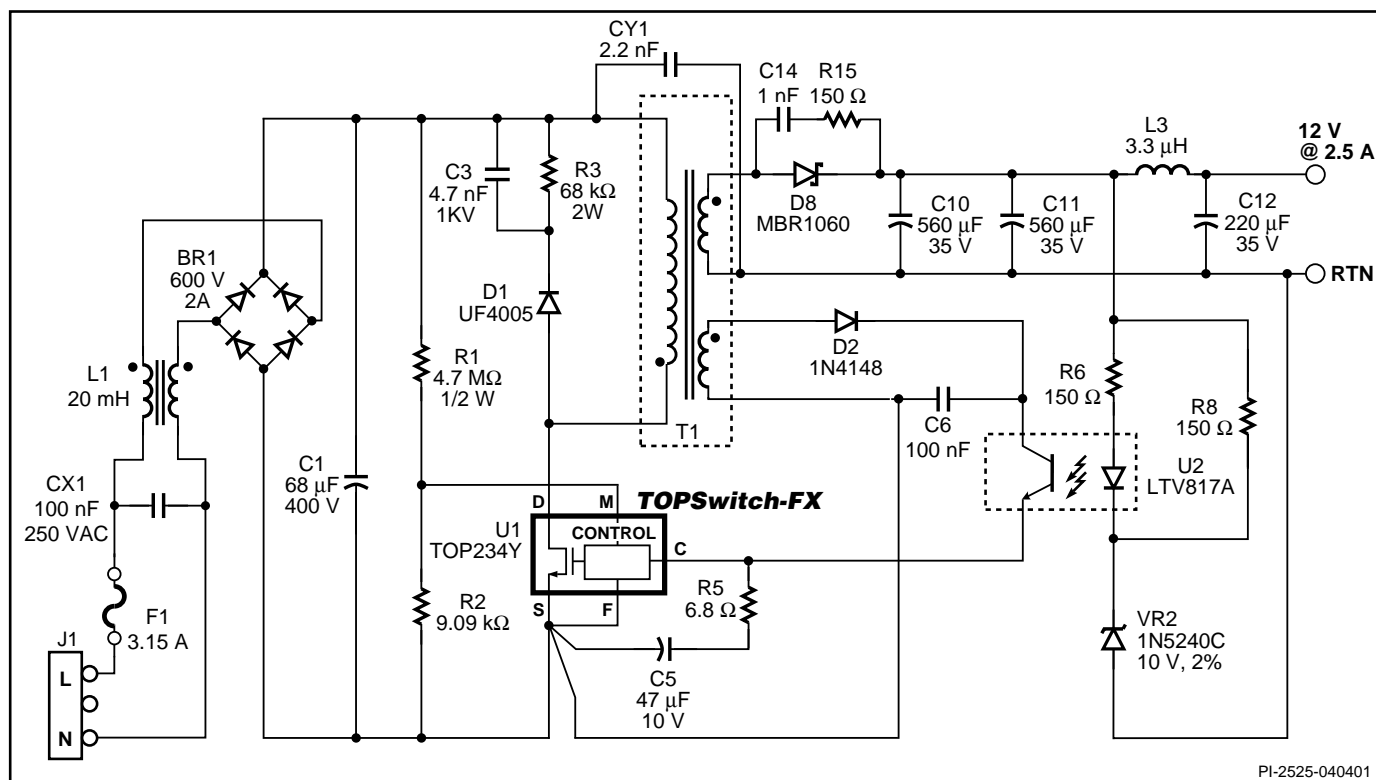 CY1
2.2 nF
C14
1 nF
R15
150 Ω
L3
3.3 µH
12 V
@ 2.5 A
C3
4.7 nF
1KV
R3
68 kΩ
2W
D8
MBR1060
C10
560 µF
35 V
C11
560 µF
35 V
C12
220 µF
35 V
RTN
BR1
600 V
2A
D1
UF4005
D2
1N4148
L1
20 mH
R1
4.7 MΩ
1/2 W
T1
C6
100 nF
R6
150 Ω
R8
150 Ω
CX1
100 nF
250 VAC
C1
68 µF
400 V
U2
LTV817A
TOPSwitch-FX
D
M
U1
TOP234Y
CONTROL
C
S
F
R5
6.8 Ω
R2
9.09 kΩ
C5
47 µF
10 V
VR2
1N5240C
10 V, 2%
F1
3.15 A
J1
L
N
PI-2525-040401